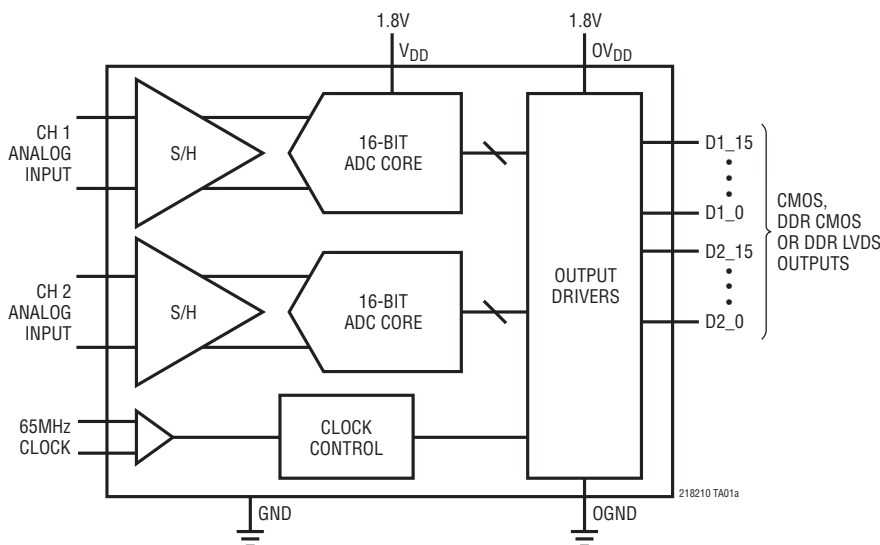 1.8V
1.8V
VDD
OVDD
CH 1
ANALOG
INPUT
S/H
16-BIT
ADC CORE
D1_15
D1_0
CH 2
ANALOG
INPUT
S/H
16-BIT
ADC CORE
OUTPUT
DRIVERS
D2_15
D2_0
CMOS,
DDR CMOS
OR DDR LVDS
OUTPUTS
65MHz
CLOCK
CLOCK
CONTROL
GND
OGND
218210 TA01a